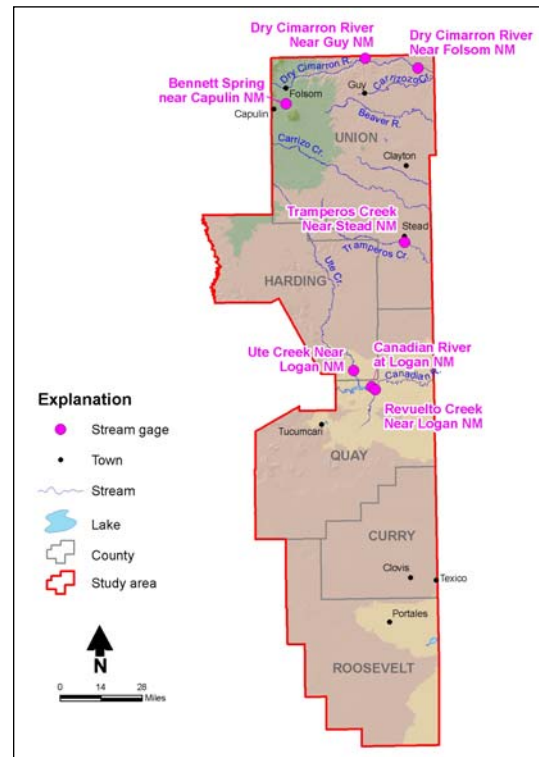 Dry Cimarron River
Near Guy NM
Dry Cimarron River
Near Folsom NM
Bennett Spring
near Capulin NM
Dry Cimarron R.
Carrizozo Cr.
Folsom
Guy
Capulin
Beaver R.
UNION
Carrizo Cr.
Clayton
Tramperos Creek
Near Stead NM
Stead
Tramperos Cr.
Ute Cr.
HARDING
Ute Creek Near
Logan NM
Canadian River
at Logan NM
Canadian
Revuelto Creek
Near Logan NM
Explanation
Stream gage
Town
Stream
Lake
County
Study area
Tucumcari
QUAY
CURRY
Clovis
Texico
Portales
ROOSEVELT
N
0 14 28
Miles